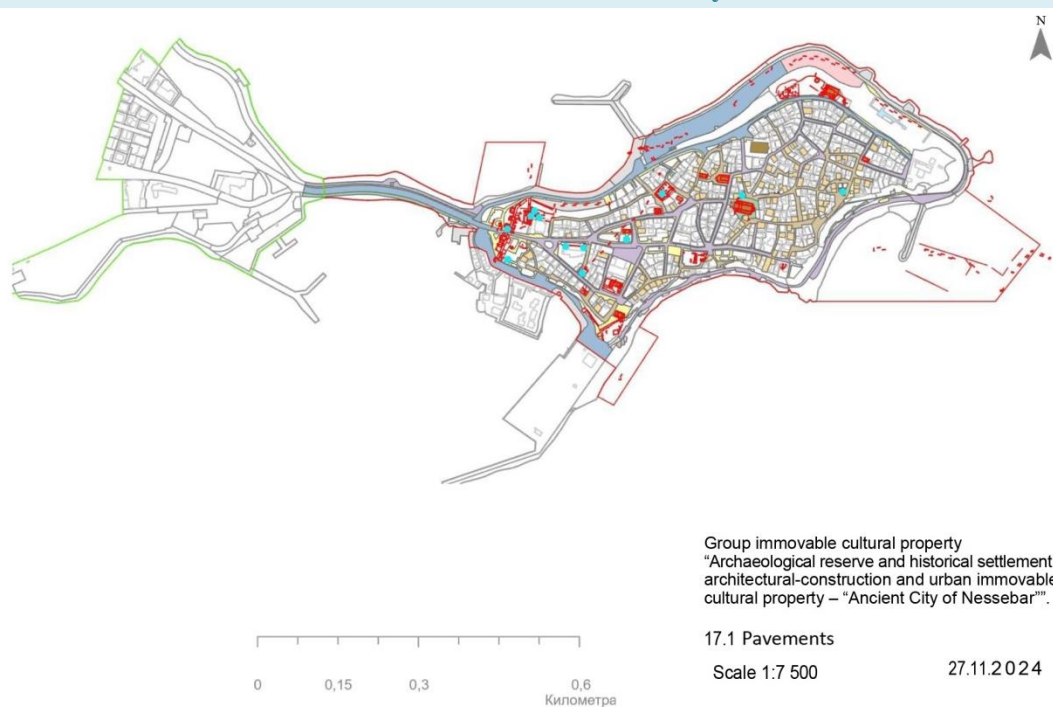 N
Group immovable cultural property
“Archaeological reserve and historical settlement
architectural-construction and urban immovable
cultural property – “Ancient City of Nessebar””.
17.1 Pavements
Scale 1:7 500 27.11.2024
0 0,15 0,3 0,6
Километра